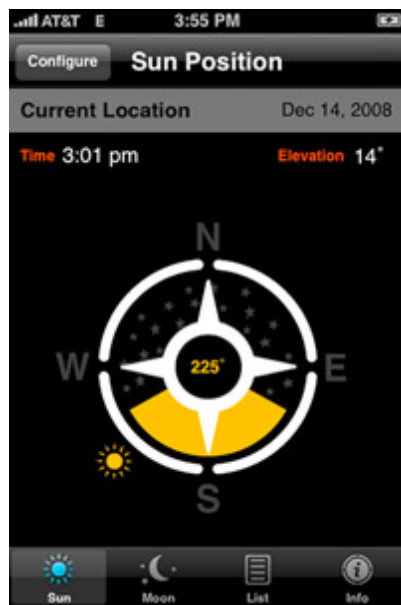 AT&T E 3:55 PM
Configure Sun Position
Current Location Dec 14, 2008
Time 3:01 pm Elevation 14°
N
W 225° E
S
Sun Moon List Info